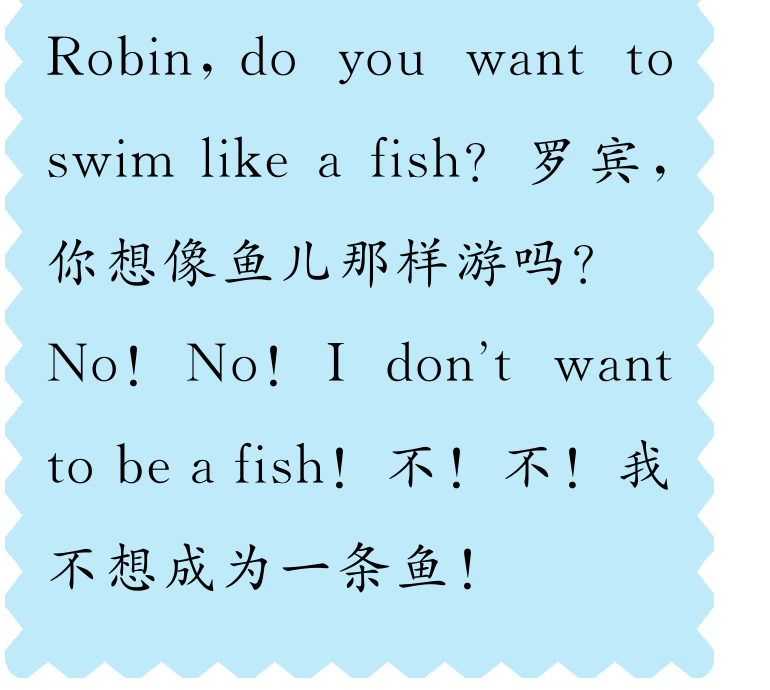 Robin，do you want to
swim like a fish？罗宾，
你想像鱼儿那样游吗？
No！ No！ I don't want
to be a fish！不！不！我
不想成为一条鱼！